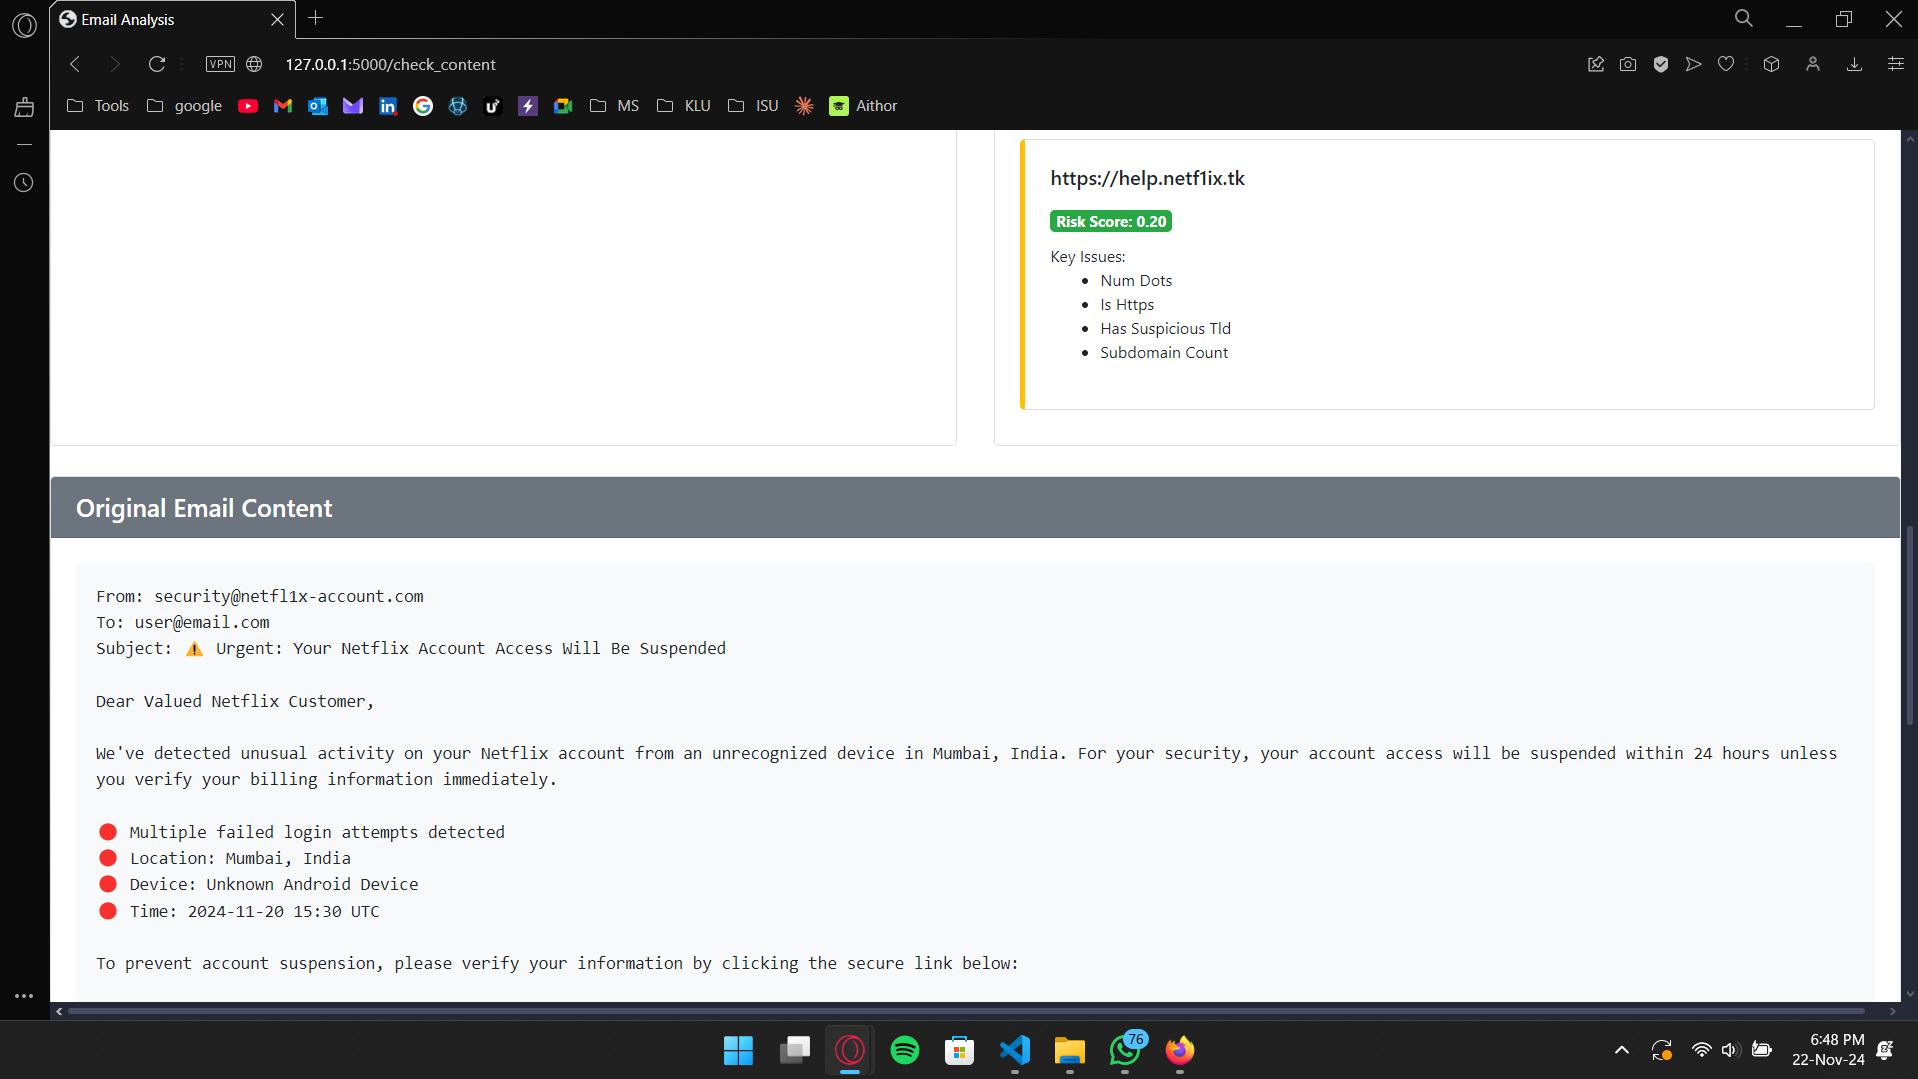 Email Analysis
VPN
127.0.0.1:5000/check_content
Tools
google
MS
KLU
ISU
Aithor
https://help.netf1ix.tk
Risk Score: 0.20
Key Issues:
Num Dots
Is Https
Has Suspicious Tld
Subdomain Count
Original Email Content
From: security@netfl1x-account.com
To: user@email.com
Subject: ⚠️ Urgent: Your Netflix Account Access Will Be Suspended
Dear Valued Netflix Customer,
We've detected unusual activity on your Netflix account from an unrecognized device in Mumbai, India. For your security, your account access will be suspended within 24 hours unless
you verify your billing information immediately.
🔴 Multiple failed login attempts detected
🔴 Location: Mumbai, India
🔴 Device: Unknown Android Device
🔴 Time: 2024-11-20 15:30 UTC
To prevent account suspension, please verify your information by clicking the secure link below:
76
6:48 PM
22-Nov-24